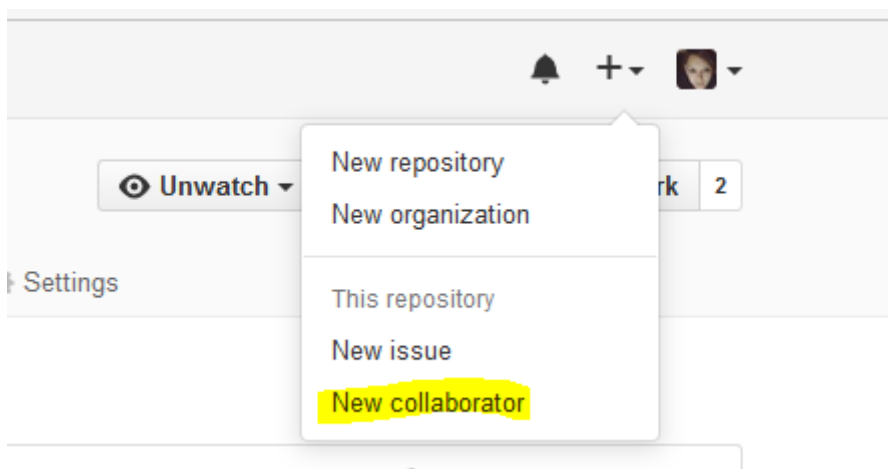 Unwatch
New repository
rk 2
New organization
Settings
This repository
New issue
New collaborator